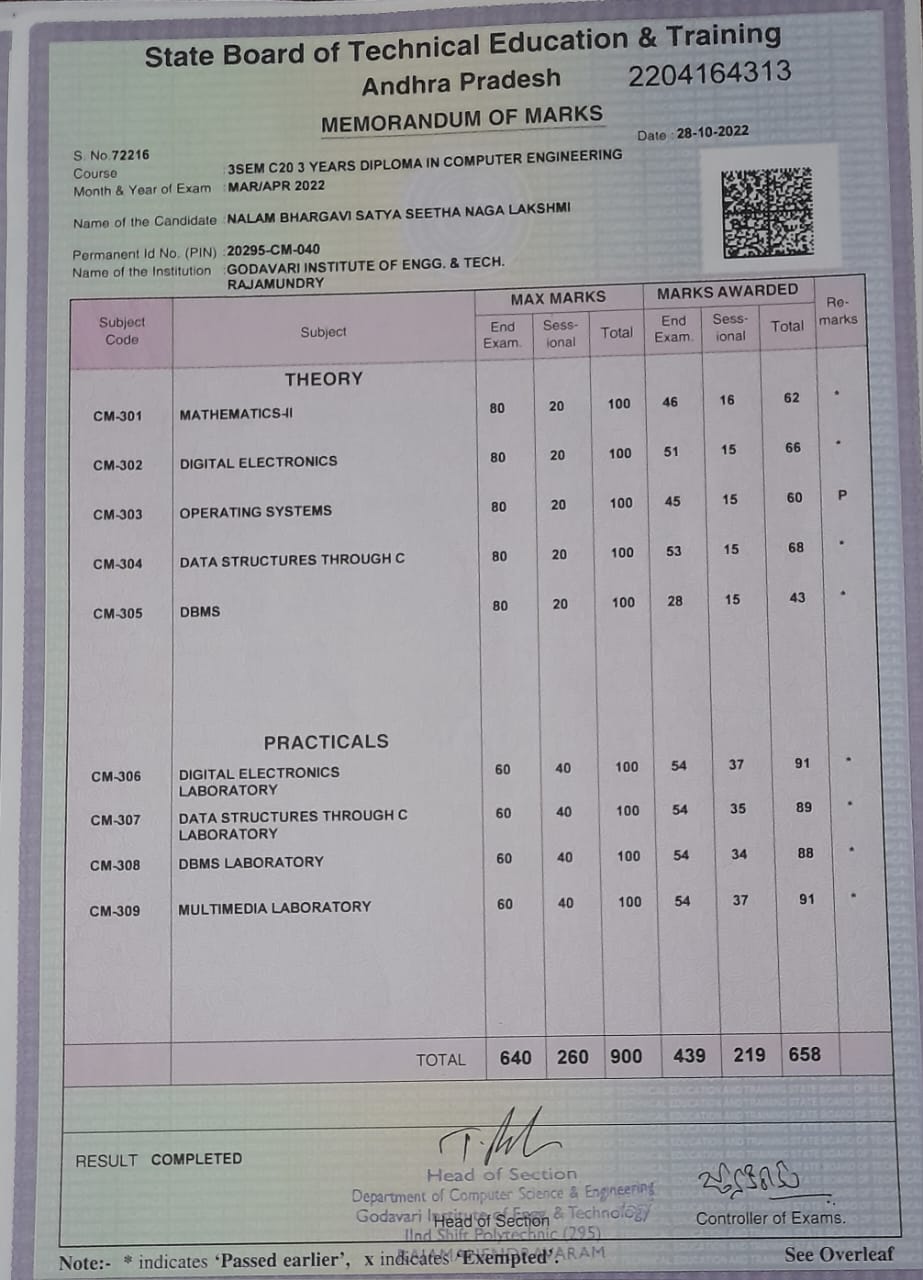 State Board of Technical Education & Training
Andhra Pradesh 2204164313
MEMORANDUM OF MARKS
Date : 28-10-2022
S. No. 72216
Course : 3SEM C20 3 YEARS DIPLOMA IN COMPUTER ENGINEERING
Month & Year of Exam : MAR/APR 2022
Name of the Candidate : NALAM BHARGAVI SATYA SEETHA NAGA LAKSHMI
Permanent Id No. (PIN) : 20295-CM-040
Name of the Institution : GODAVARI INSTITUTE OF ENGG. & TECH.
RAJAMUNDRY
Subject Code Subject MAX MARKS MARKS AWARDED Re-marks
End Exam. Sess-ional Total End Exam. Sess-ional Total
THEORY
CM-301 MATHEMATICS-II 80 20 100 46 16 62 *
CM-302 DIGITAL ELECTRONICS 80 20 100 51 15 66 *
CM-303 OPERATING SYSTEMS 80 20 100 45 15 60 P
CM-304 DATA STRUCTURES THROUGH C 80 20 100 53 15 68 *
CM-305 DBMS 80 20 100 28 15 43 *
PRACTICALS
CM-306 DIGITAL ELECTRONICS 60 40 100 54 37 91 *
LABORATORY
CM-307 DATA STRUCTURES THROUGH C 60 40 100 54 35 89 *
LABORATORY
CM-308 DBMS LABORATORY 60 40 100 54 34 88 *
CM-309 MULTIMEDIA LABORATORY 60 40 100 54 37 91 *
TOTAL 640 260 900 439 219 658
RESULT COMPLETED
Head of Section
Department of Computer Science & Engineering
Godavari Institute of Engg & Technology
Head of Section
IInd Shift Polytechnic (295)
Controller of Exams.
Note:- * indicates 'Passed earlier', x indicates 'Exempted'.
See Overleaf